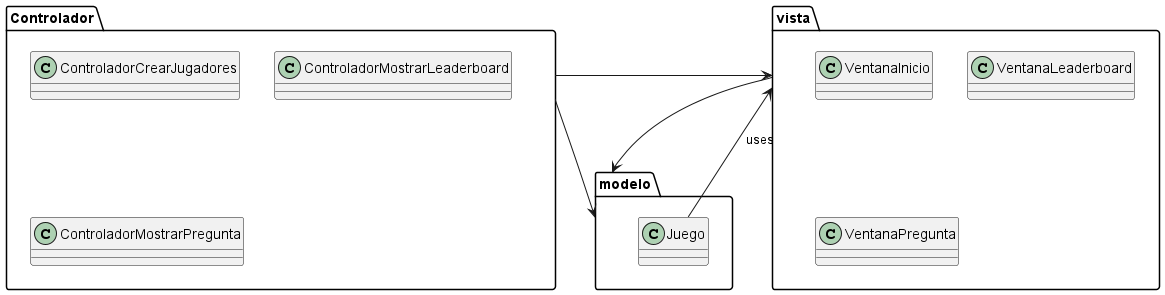 Controlador
vista
C ControladorCrearJugadores
C ControladorMostrarLeaderboard
C VentanaInicio
C VentanaLeaderboard
uses
modelo
C ControladorMostrarPregunta
C Juego
C VentanaPregunta